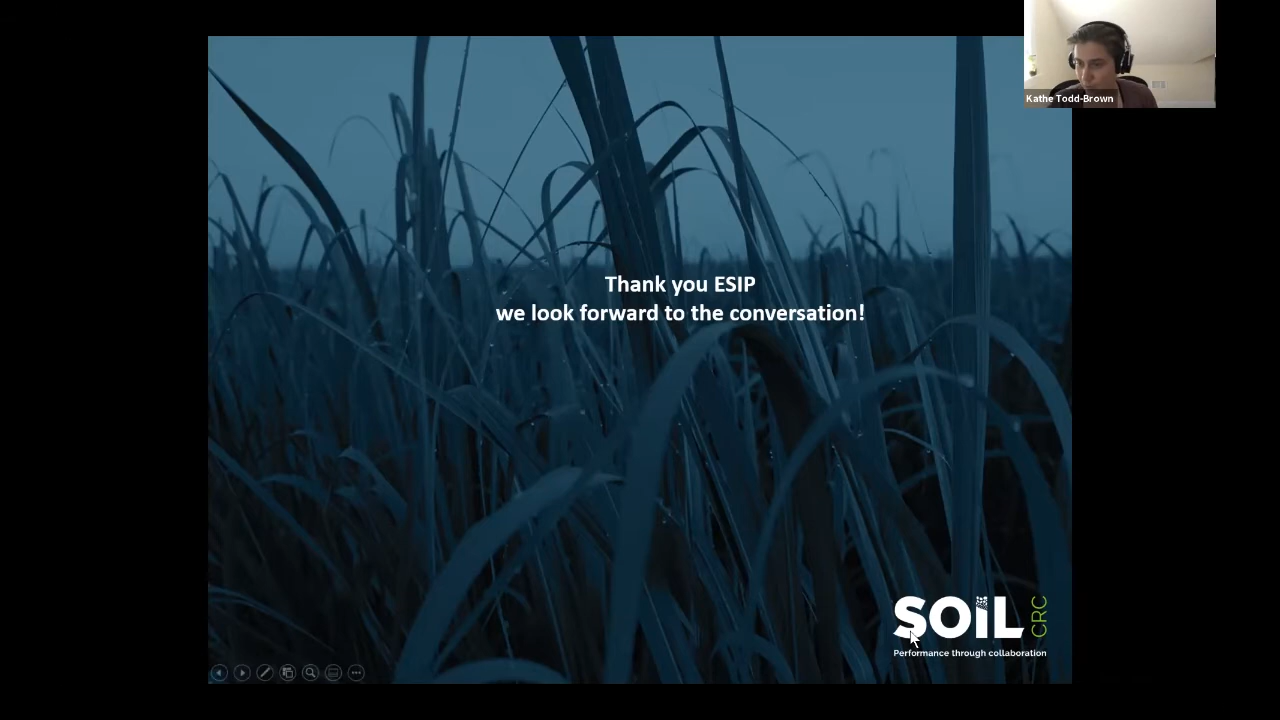 Kathe Todd-Brown
Thank you ESIP
we look forward to the conversation!
SOIL CRC
Performance through collaboration